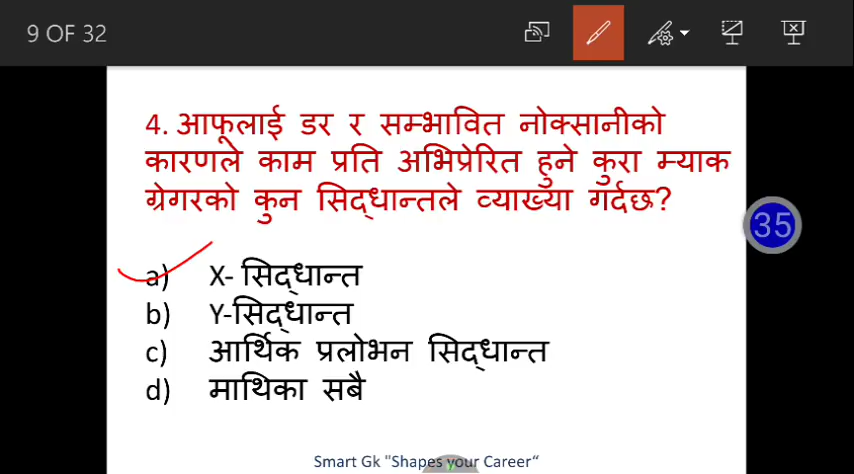 9 OF 32
4. आफूलाई डर र सम्भावित नोक्सानीको
कारणले काम प्रति अभिप्रेरित हुने कुरा म्याक
ग्रेगरको कुन सिद्धान्तले व्याख्या गर्दछ?
35
a) X- सिद्धान्त
b) Y-सिद्धान्त
c) आर्थिक प्रलोभन सिद्धान्त
d) माथिका सबै
Smart Gk "Shapes your Career“